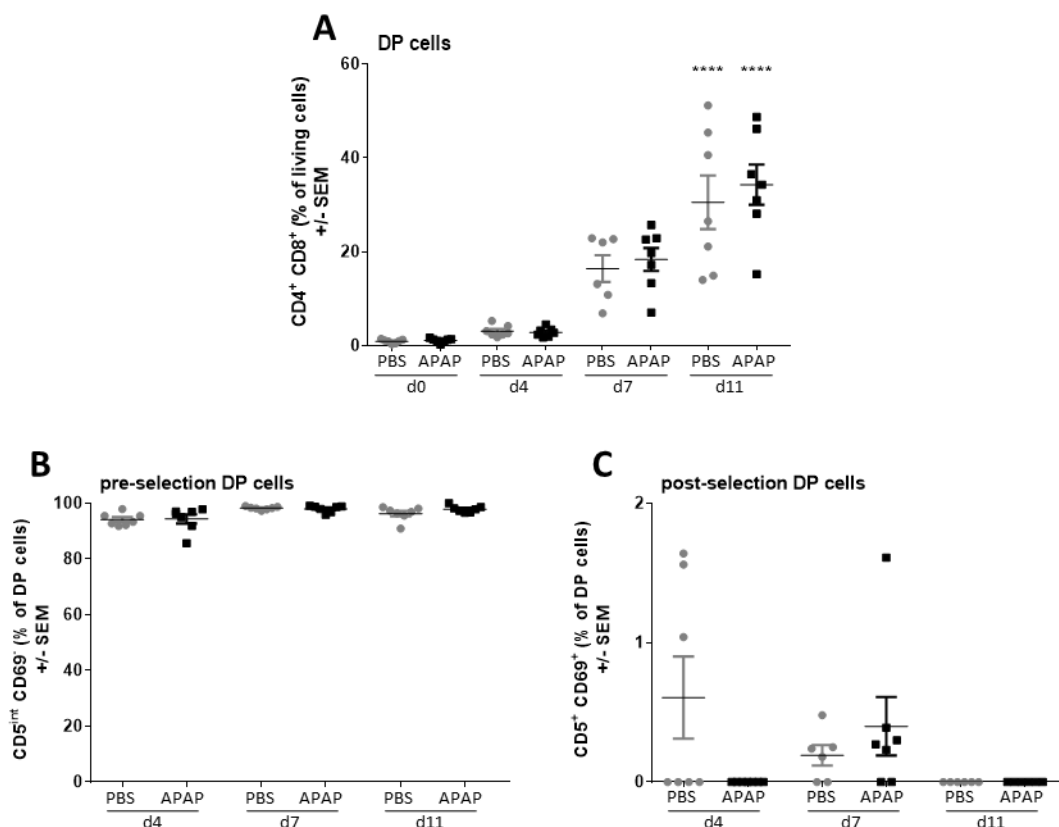 A
DP cells
CD4⁺ CD8⁺ (% of living cells)
+/- SEM
60
40
20
0
**** ****
PBS APAP PBS APAP PBS APAP PBS APAP
d0 d4 d7 d11
B
pre-selection DP cells
CD5ⁱⁿᵗ CD69⁻ (% of DP cells)
+/- SEM
100
80
60
40
20
0
PBS APAP PBS APAP PBS APAP
d4 d7 d11
C
post-selection DP cells
CD5⁺ CD69⁺ (% of DP cells)
+/- SEM
2
1
0
PBS APAP PBS APAP PBS APAP
d4 d7 d11